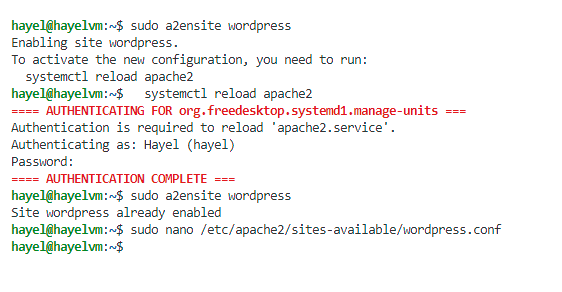 hayel@hayelvm:~$ sudo a2ensite wordpress
Enabling site wordpress.
To activate the new configuration, you need to run:
  systemctl reload apache2
hayel@hayelvm:~$   systemctl reload apache2
==== AUTHENTICATING FOR org.freedesktop.systemd1.manage-units ===
Authentication is required to reload 'apache2.service'.
Authenticating as: Hayel (hayel)
Password:
==== AUTHENTICATION COMPLETE ===
hayel@hayelvm:~$ sudo a2ensite wordpress
Site wordpress already enabled
hayel@hayelvm:~$ sudo nano /etc/apache2/sites-available/wordpress.conf
hayel@hayelvm:~$